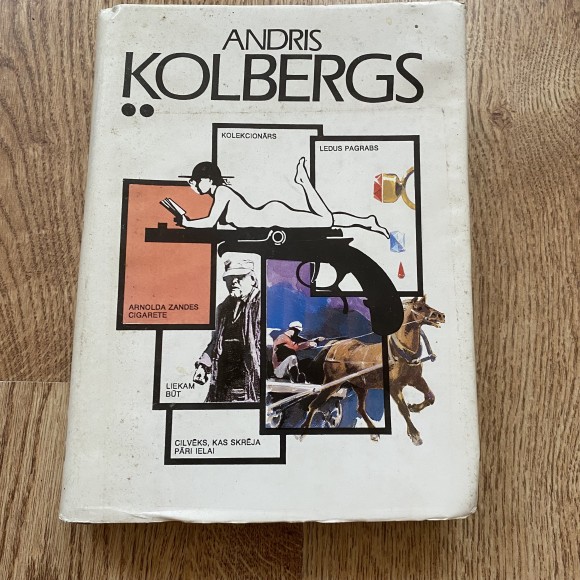 ANDRIS
KOLBERGS
KOLEKCIONĀRS
LEDUS PAGRABS
ARNOLDA ZANDES
CIGARETE
LIEKAM
BŪT
CILVĒKS, KAS SKRĒJA
PĀRI IELAI